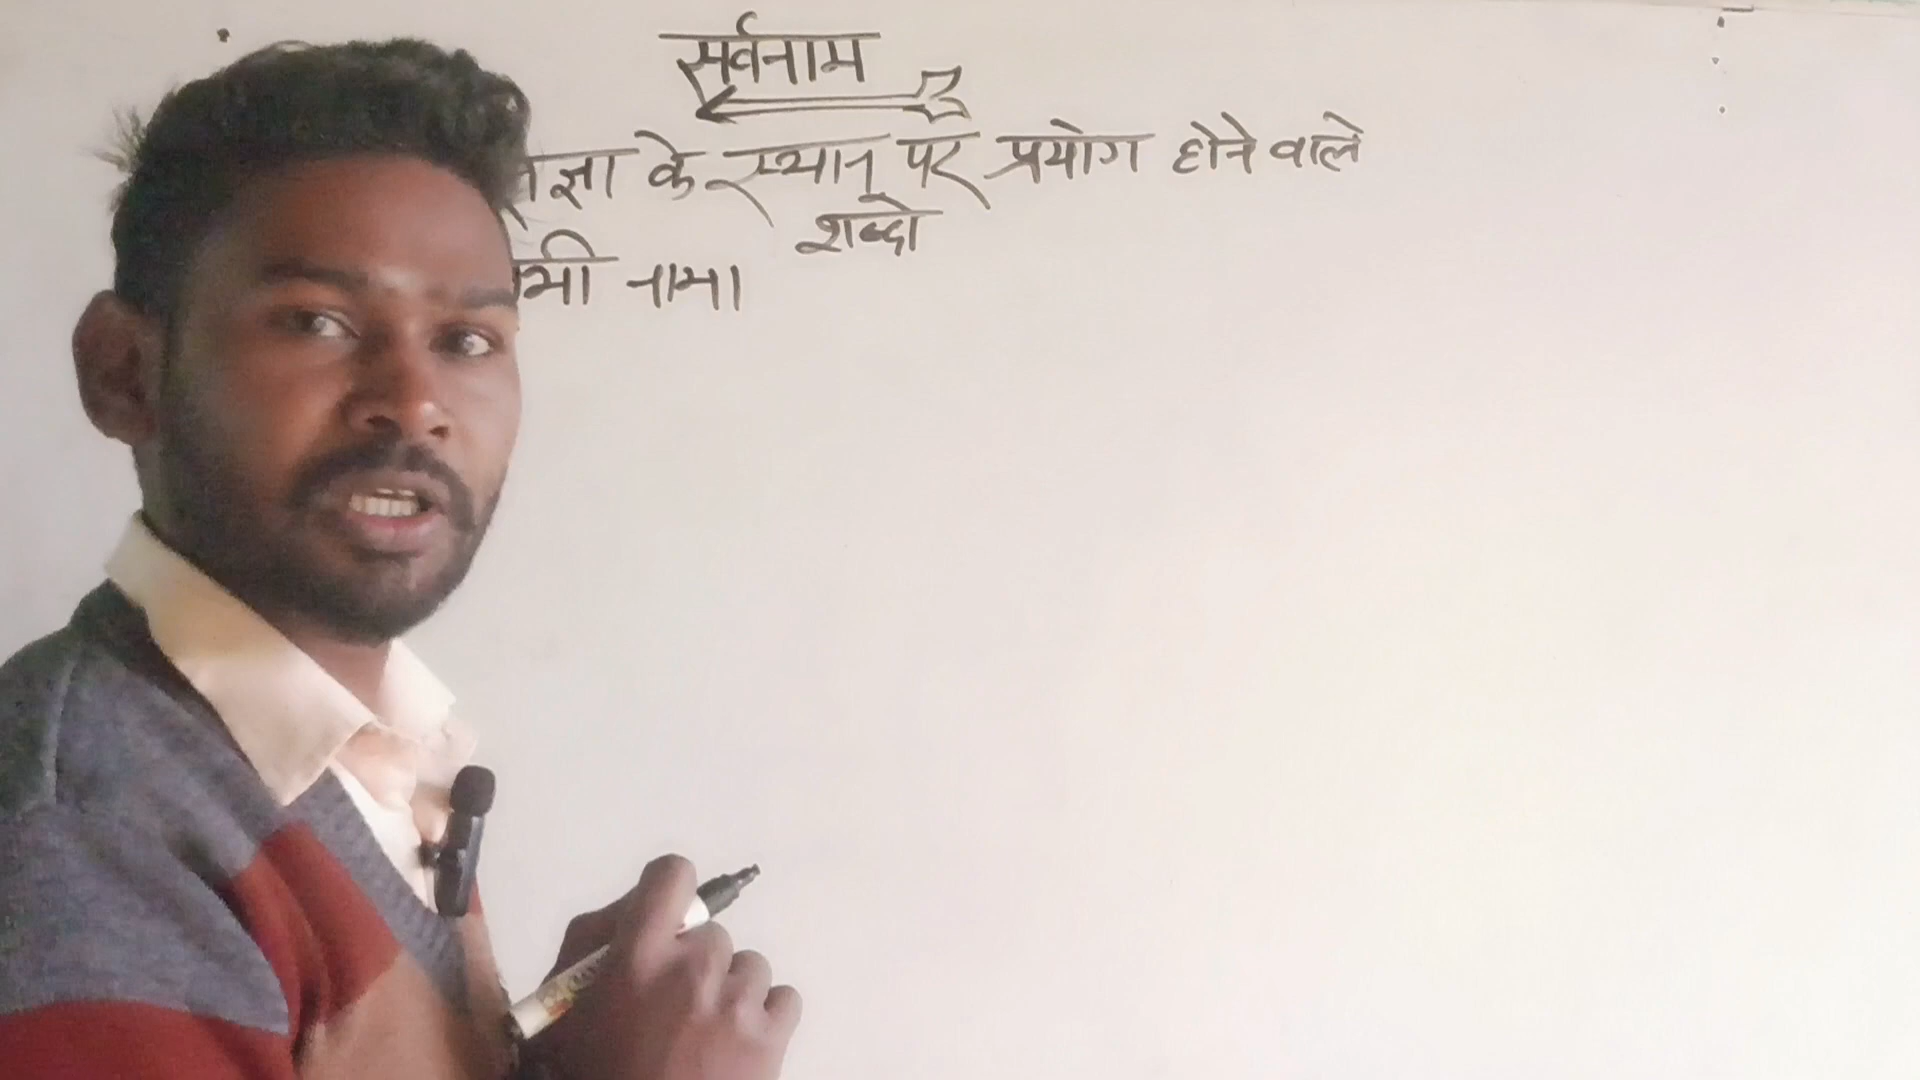 सर्वनाम
ज्ञा के स्थान पर प्रयोग होने वाले
शब्दो
भी नाम।